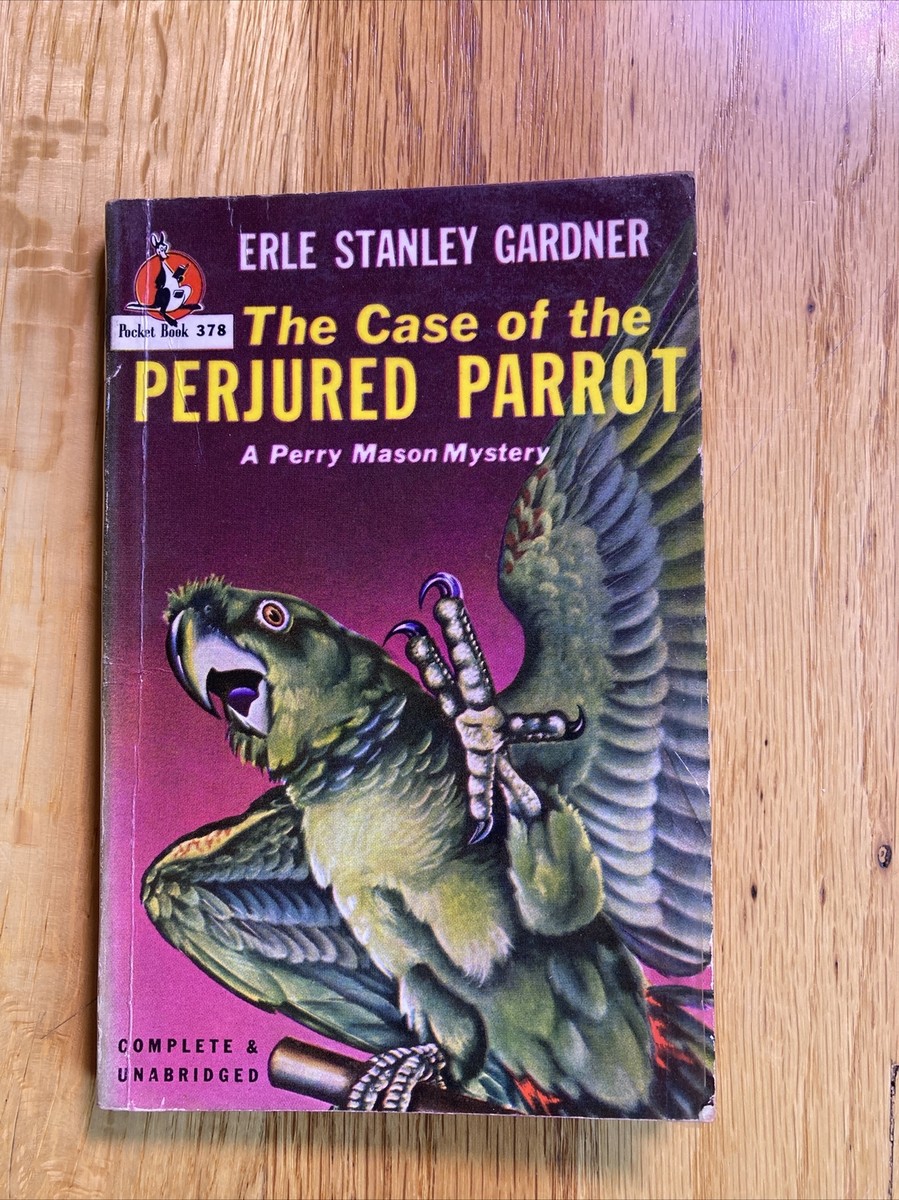 ERLE STANLEY GARDNER
Pocket Book 378
The Case of the
PERJURED PARROT
A Perry Mason Mystery
COMPLETE &
UNABRIDGED